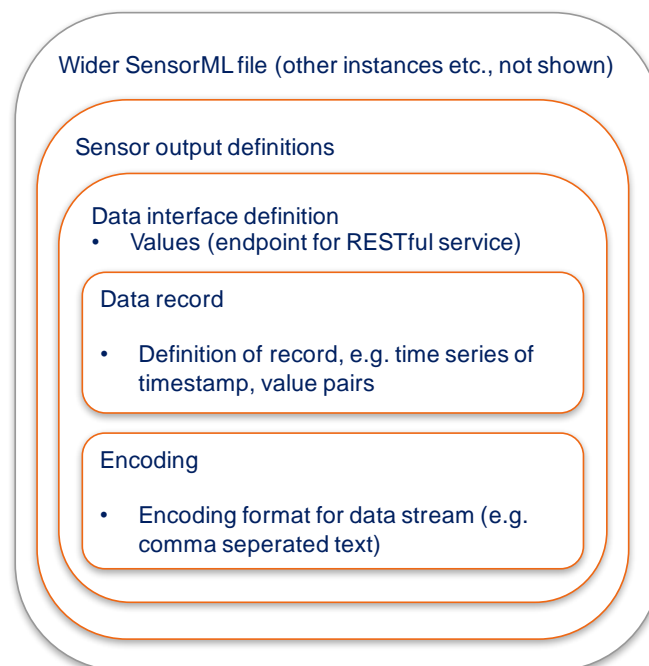 Wider SensorML file (other instances etc., not shown)
Sensor output definitions
Data interface definition
• Values (endpoint for RESTful service)
Data record
• Definition of record, e.g. time series of
timestamp, value pairs
Encoding
• Encoding format for data stream (e.g.
comma seperated text)